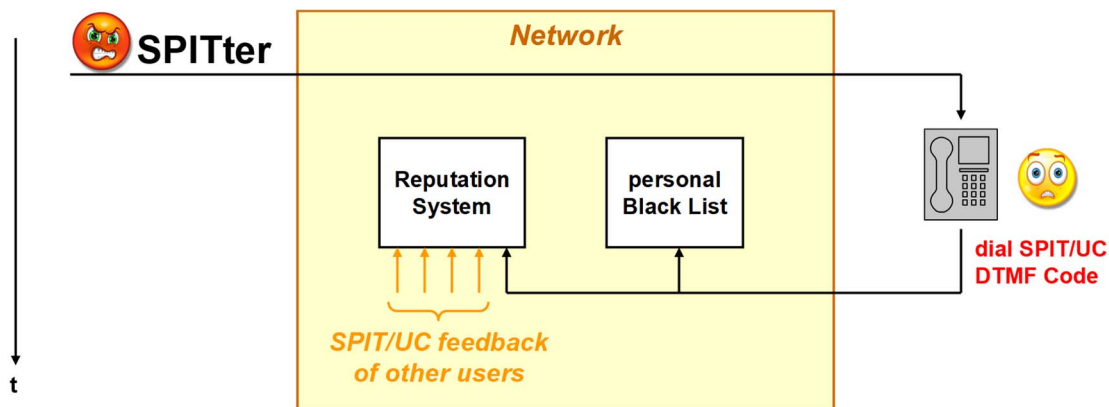 SPITter
Network
Reputation
System
personal
Black List
dial SPIT/UC
DTMF Code
SPIT/UC feedback
of other users
t